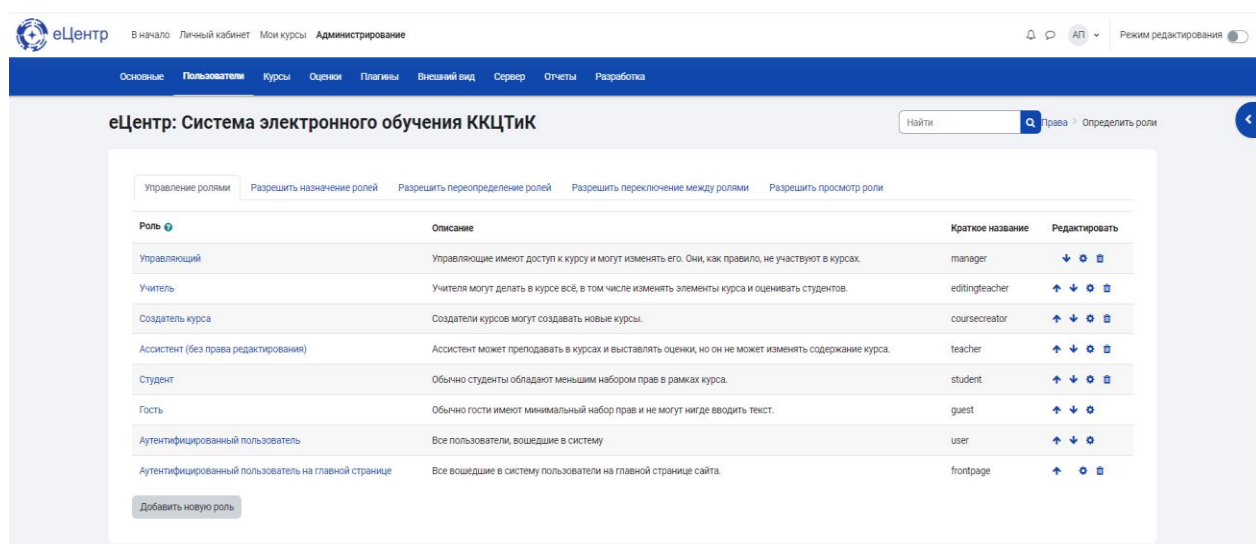 еЦентр В начало Личный кабинет Мои курсы Администрирование АП Режим редактирования
Основные Пользователи Курсы Оценки Плагины Внешний вид Сервер Отчеты Разработка
еЦентр: Система электронного обучения ККЦТиК Найти Права Определить роли
Управление ролями Разрешить назначение ролей Разрешить переопределение ролей Разрешить переключение между ролями Разрешить просмотр роли
Роль Описание Краткое название Редактировать
Управляющий Управляющие имеют доступ к курсу и могут изменять его. Они, как правило, не участвуют в курсах. manager
Учитель Учителя могут делать в курсе всё, в том числе изменять элементы курса и оценивать студентов. editingteacher
Создатель курса Создатели курсов могут создавать новые курсы. coursecreator
Ассистент (без права редактирования) Ассистент может преподавать в курсах и выставлять оценки, но он не может изменять содержание курса. teacher
Студент Обычно студенты обладают меньшим набором прав в рамках курса. student
Гость Обычно гости имеют минимальный набор прав и не могут нигде вводить текст. guest
Аутентифицированный пользователь Все пользователи, вошедшие в систему user
Аутентифицированный пользователь на главной странице Все вошедшие в систему пользователи на главной странице сайта. frontpage
Добавить новую роль